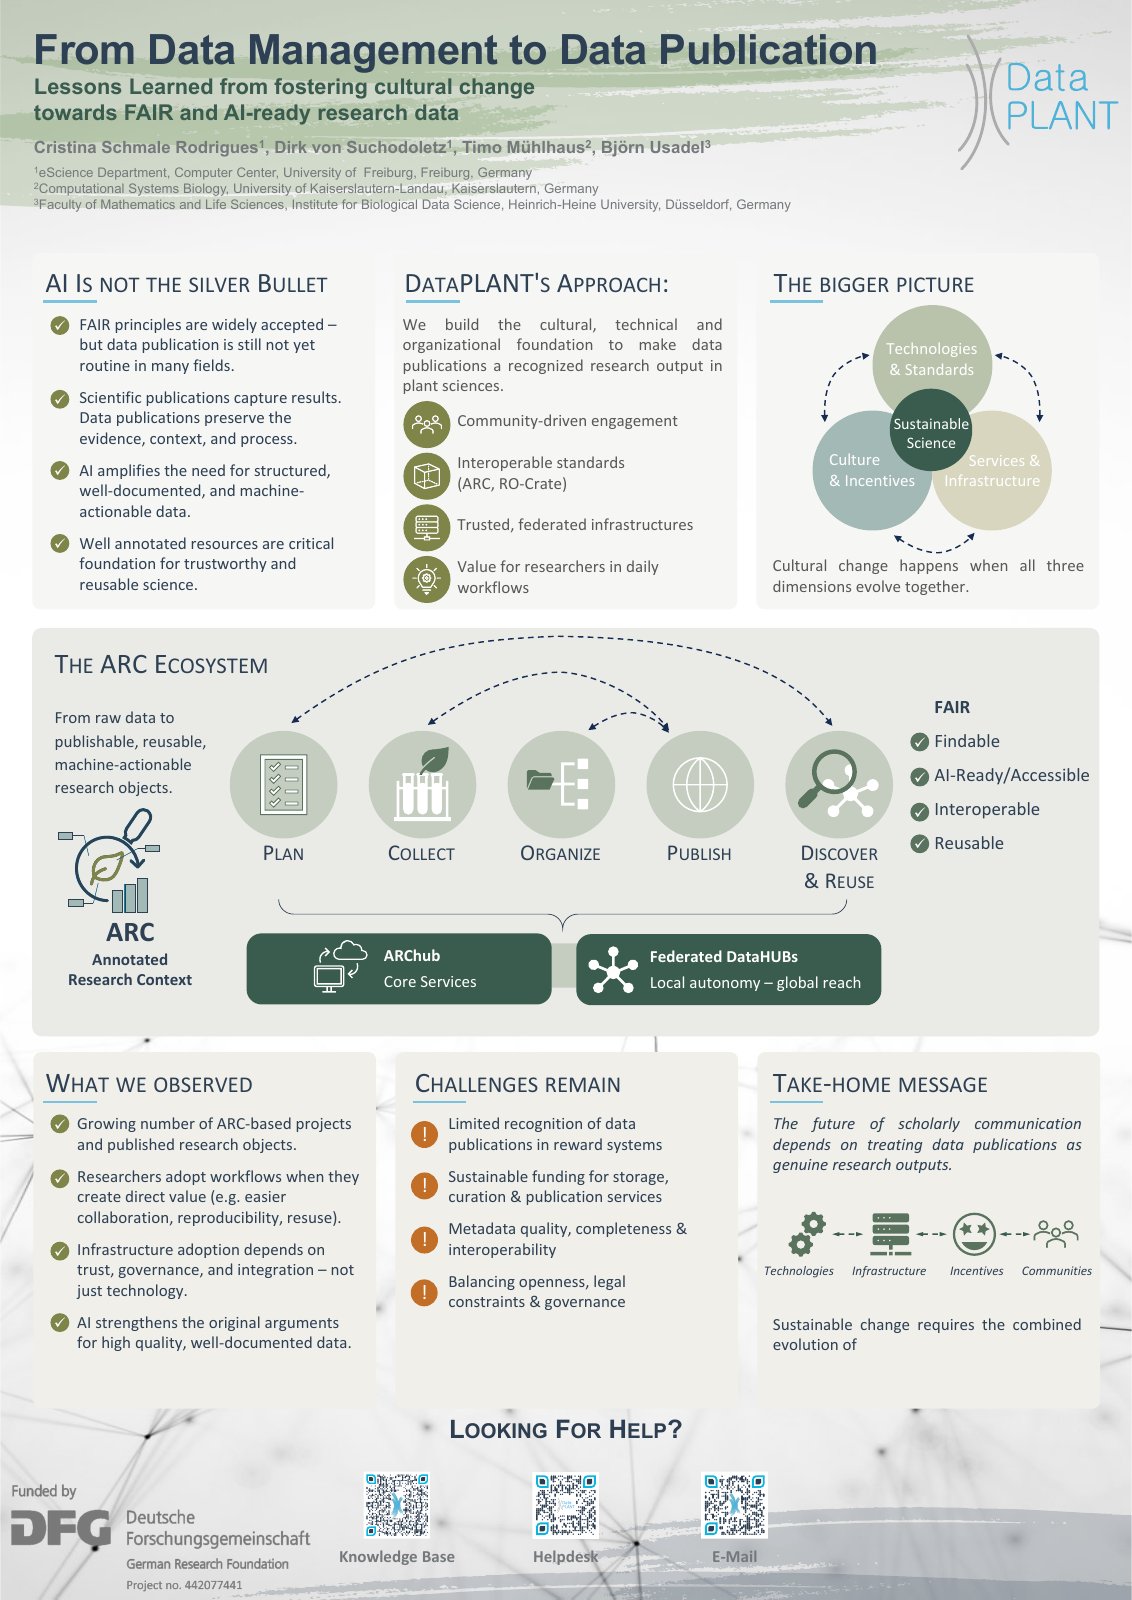 From Data Management to Data Publication
Lessons Learned from fostering cultural change
towards FAIR and AI-ready research data
Cristina Schmale Rodrigues¹, Dirk von Suchodoletz¹, Timo Mühlhaus², Björn Usadel³
¹eScience Department, Computer Center, University of Freiburg, Freiburg, Germany
²Computational Systems Biology, University of Kaiserslautern-Landau, Kaiserslautern, Germany
³Faculty of Mathematics and Life Sciences, Institute for Biological Data Science, Heinrich-Heine University, Düsseldorf, Germany
Data
PLANT
AI IS NOT THE SILVER BULLET
FAIR principles are widely accepted –
but data publication is still not yet
routine in many fields.
Scientific publications capture results.
Data publications preserve the
evidence, context, and process.
AI amplifies the need for structured,
well-documented, and machine-
actionable data.
Well annotated resources are critical
foundation for trustworthy and
reusable science.
DATAPLANT'S APPROACH:
We build the cultural, technical and
organizational foundation to make data
publications a recognized research output in
plant sciences.
Community-driven engagement
Interoperable standards
(ARC, RO-Crate)
Trusted, federated infrastructures
Value for researchers in daily
workflows
THE BIGGER PICTURE
Technologies
& Standards
Sustainable
Science
Culture
& Incentives
Services &
Infrastructure
Cultural change happens when all three
dimensions evolve together.
THE ARC ECOSYSTEM
From raw data to
publishable, reusable,
machine-actionable
research objects.
ARC
Annotated
Research Context
PLAN
COLLECT
ORGANIZE
PUBLISH
DISCOVER
& REUSE
FAIR
Findable
AI-Ready/Accessible
Interoperable
Reusable
ARChub
Core Services
Federated DataHUBs
Local autonomy – global reach
WHAT WE OBSERVED
Growing number of ARC-based projects
and published research objects.
Researchers adopt workflows when they
create direct value (e.g. easier
collaboration, reproducibility, resuse).
Infrastructure adoption depends on
trust, governance, and integration – not
just technology.
AI strengthens the original arguments
for high quality, well-documented data.
CHALLENGES REMAIN
Limited recognition of data
publications in reward systems
Sustainable funding for storage,
curation & publication services
Metadata quality, completeness &
interoperability
Balancing openness, legal
constraints & governance
TAKE-HOME MESSAGE
The future of scholarly communication
depends on treating data publications as
genuine research outputs.
Technologies
Infrastructure
Incentives
Communities
Sustainable change requires the combined
evolution of
LOOKING FOR HELP?
Knowledge Base
Helpdesk
E-Mail
Funded by
DFG
Deutsche
Forschungsgemeinschaft
German Research Foundation
Project no. 442077441